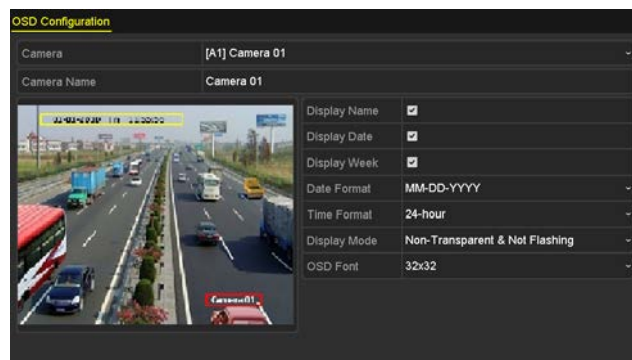 OSD Configuration
Camera [A1] Camera 01
Camera Name Camera 01
Display Name
Display Date
Display Week
Date Format MM-DD-YYYY
Time Format 24-hour
Display Mode Non-Transparent & Not Flashing
OSD Font 32x32
Camera01